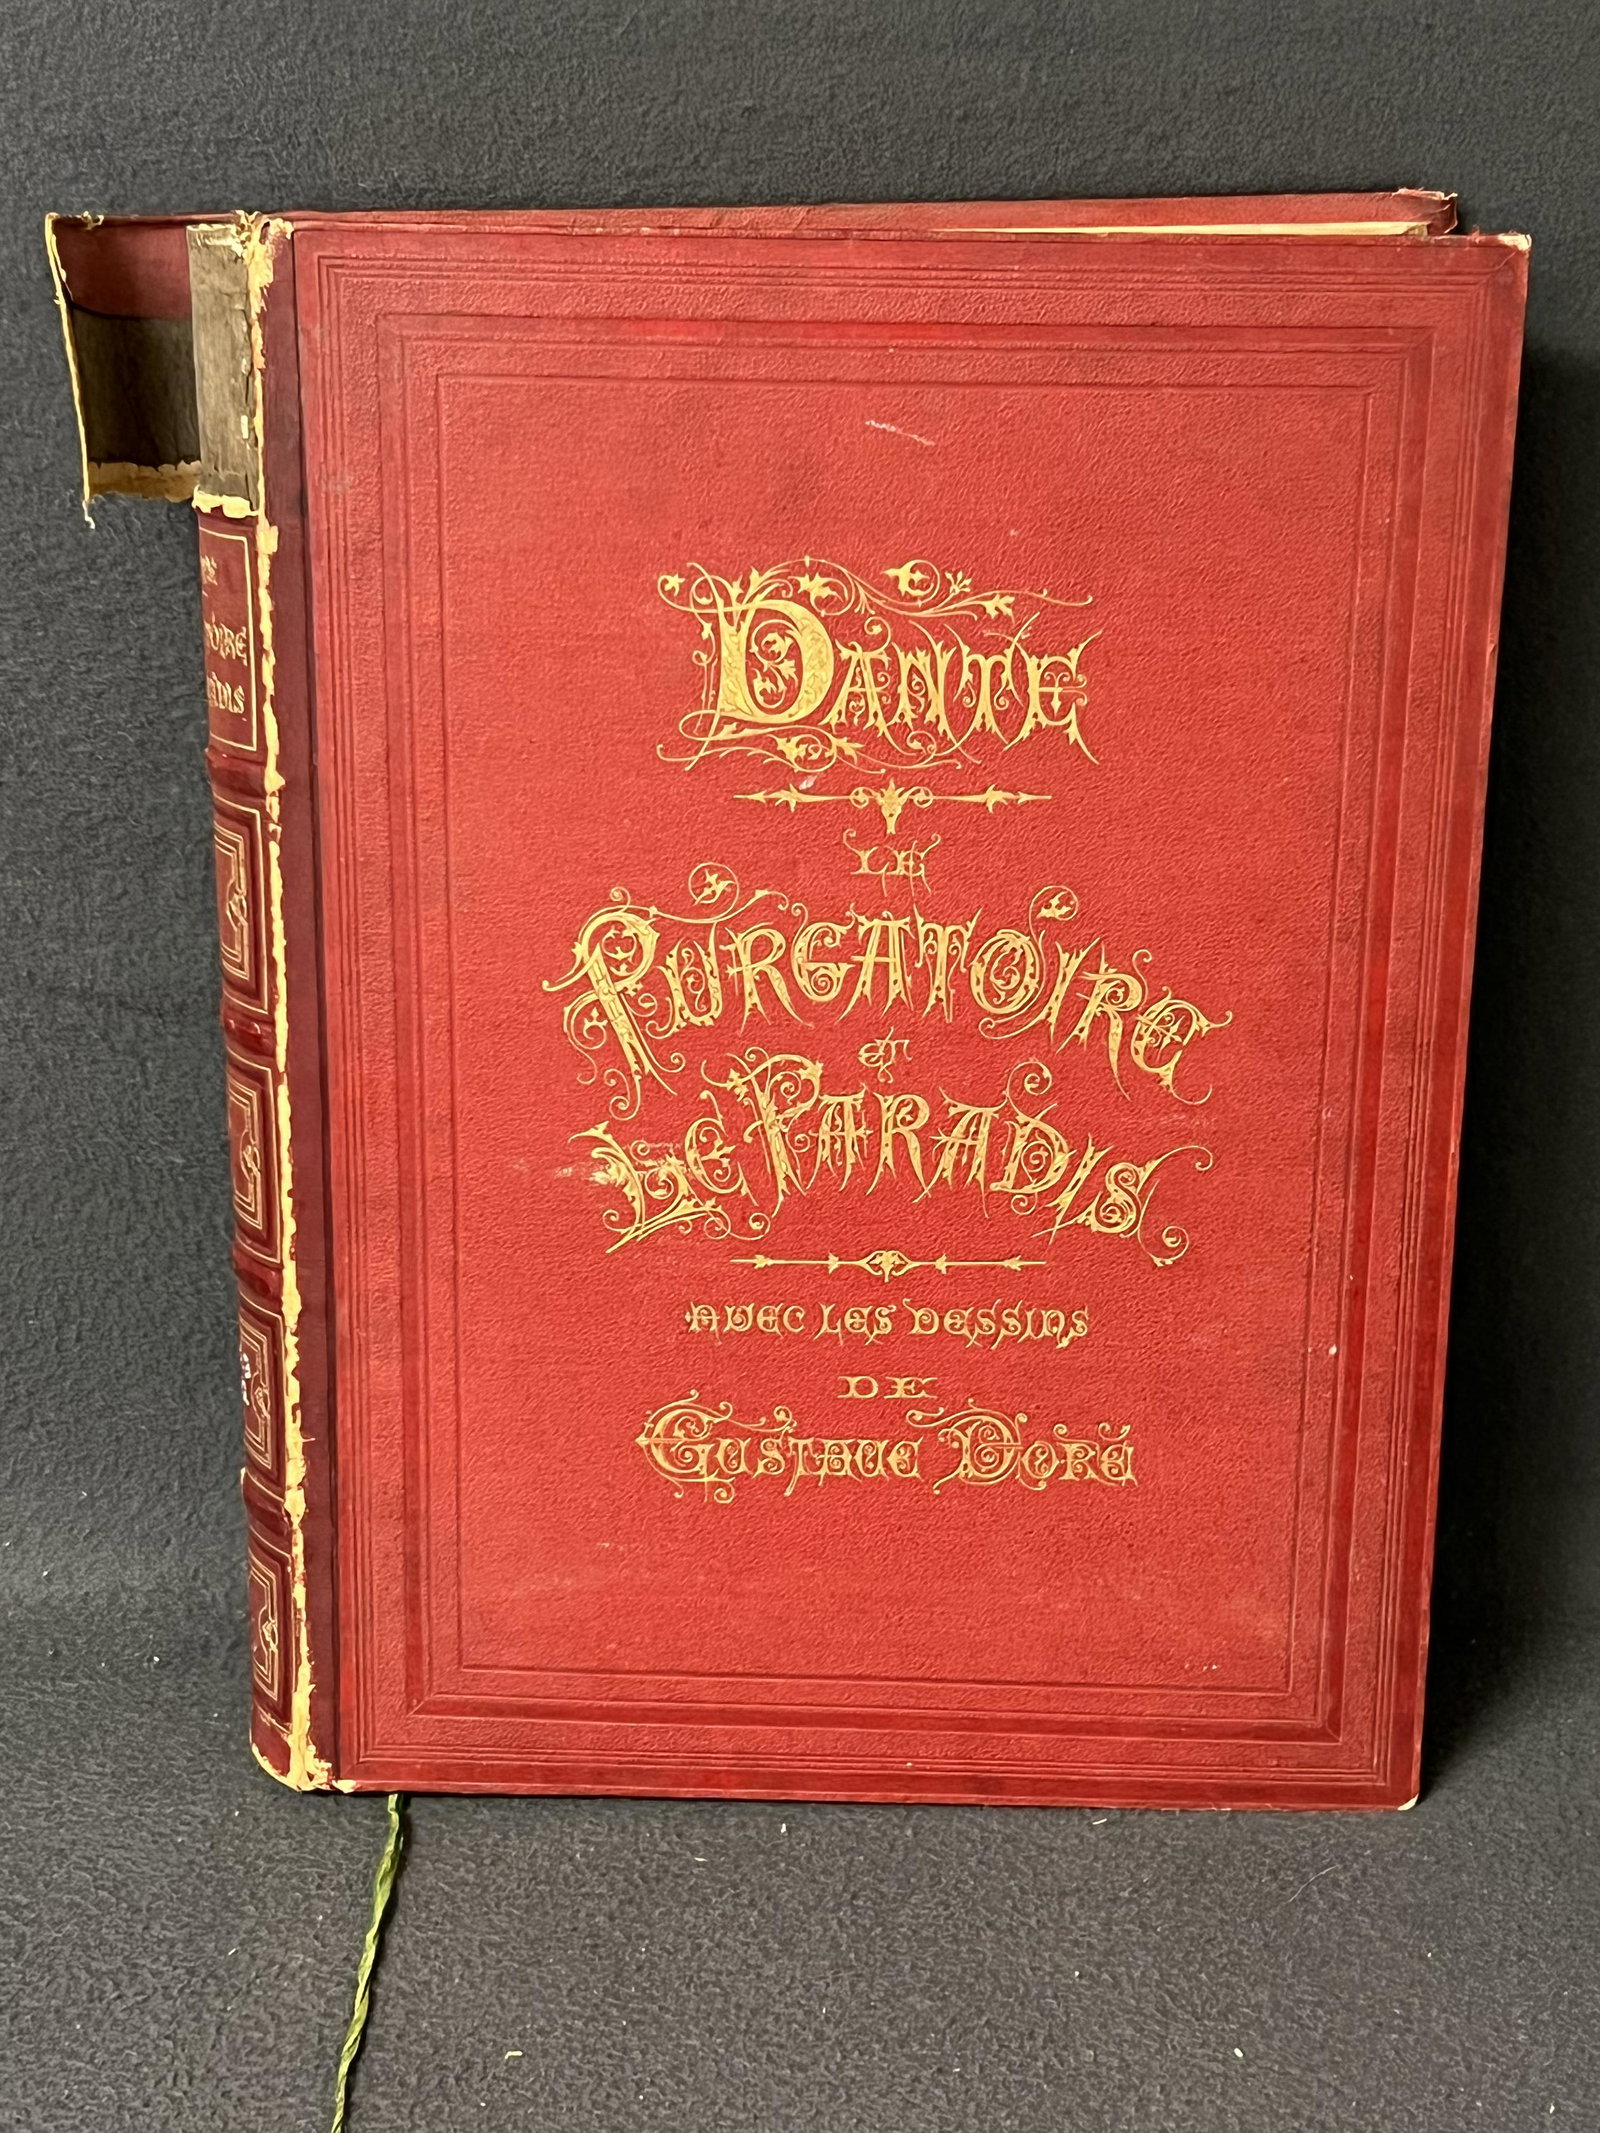 DANTE
LE
PURGATOIRE
ET
LE PARADIS
AVEC LES DESSINS
DE
GUSTAVE DORÉ